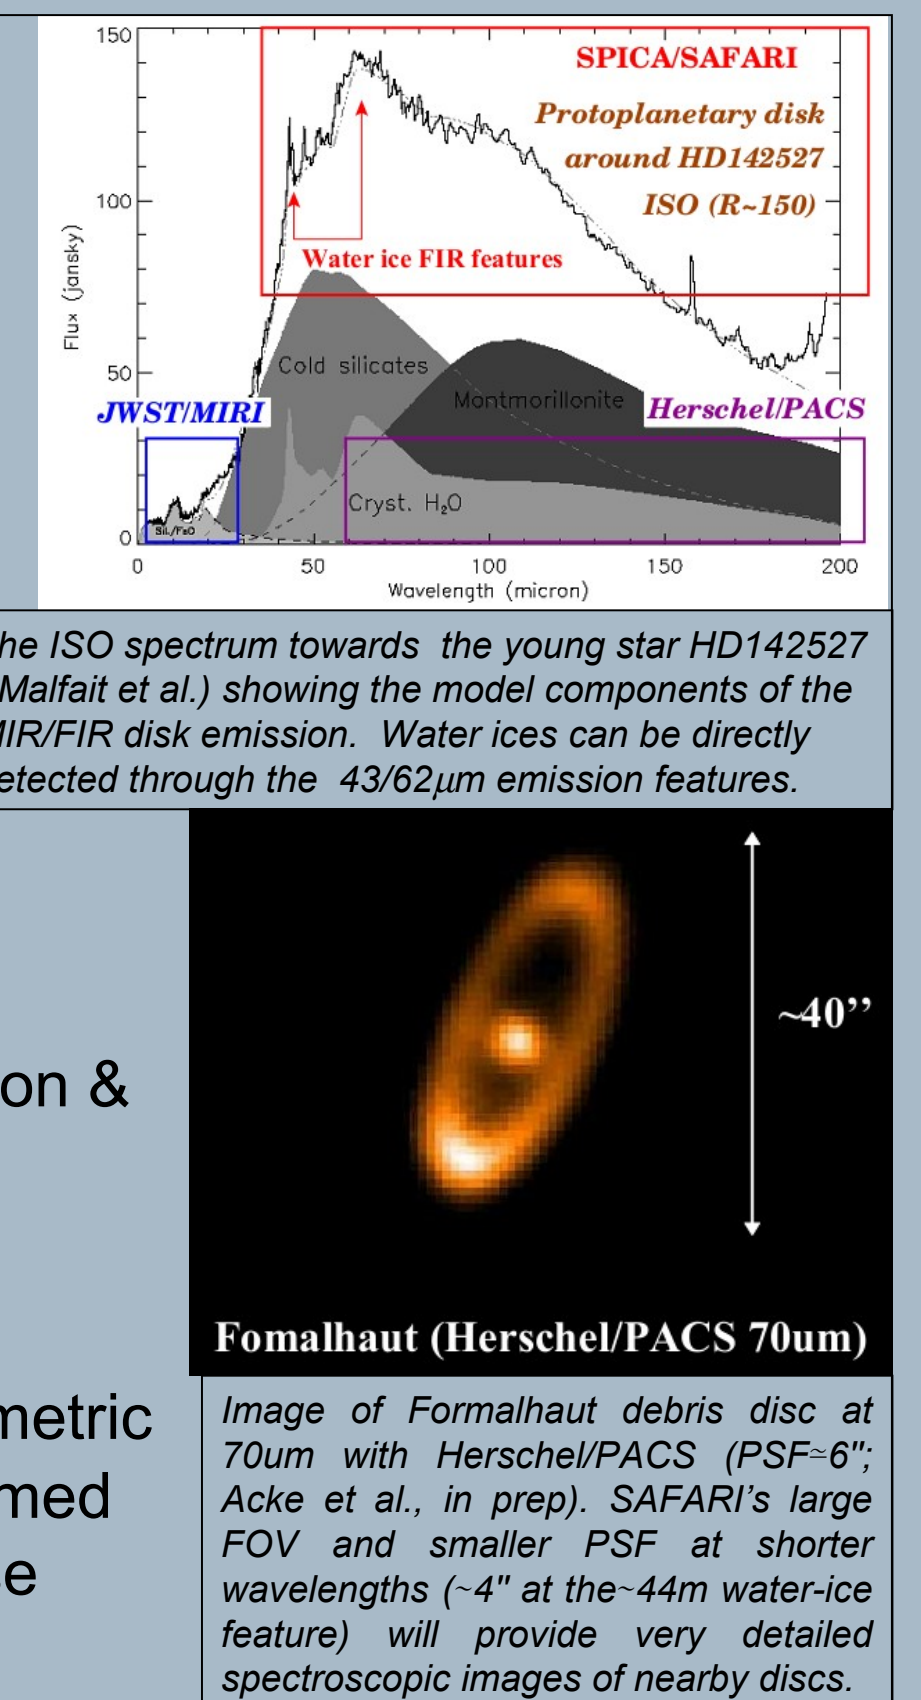 150
SPICA/SAFARI
Protoplanetary disk
around HD142527
ISO (R~150)
100
Water ice FIR features
Flux (jansky)
Cold silicates
50
Montmorillonite
JWST/MIRI
Herschel/PACS
Cryst. H₂O
Sil./FeO
0
0 50 100 150 200
Wavelength (micron)
he ISO spectrum towards the young star HD142527
Malfait et al.) showing the model components of the
MIR/FIR disk emission. Water ices can be directly
etected through the 43/62μm emission features.
~40’’
on &
Fomalhaut (Herschel/PACS 70um)
metric
med
e
Image of Formalhaut debris disc at
70um with Herschel/PACS (PSF≃6";
Acke et al., in prep). SAFARI’s large
FOV and smaller PSF at shorter
wavelengths (~4" at the~44m water-ice
feature) will provide very detailed
spectroscopic images of nearby discs.